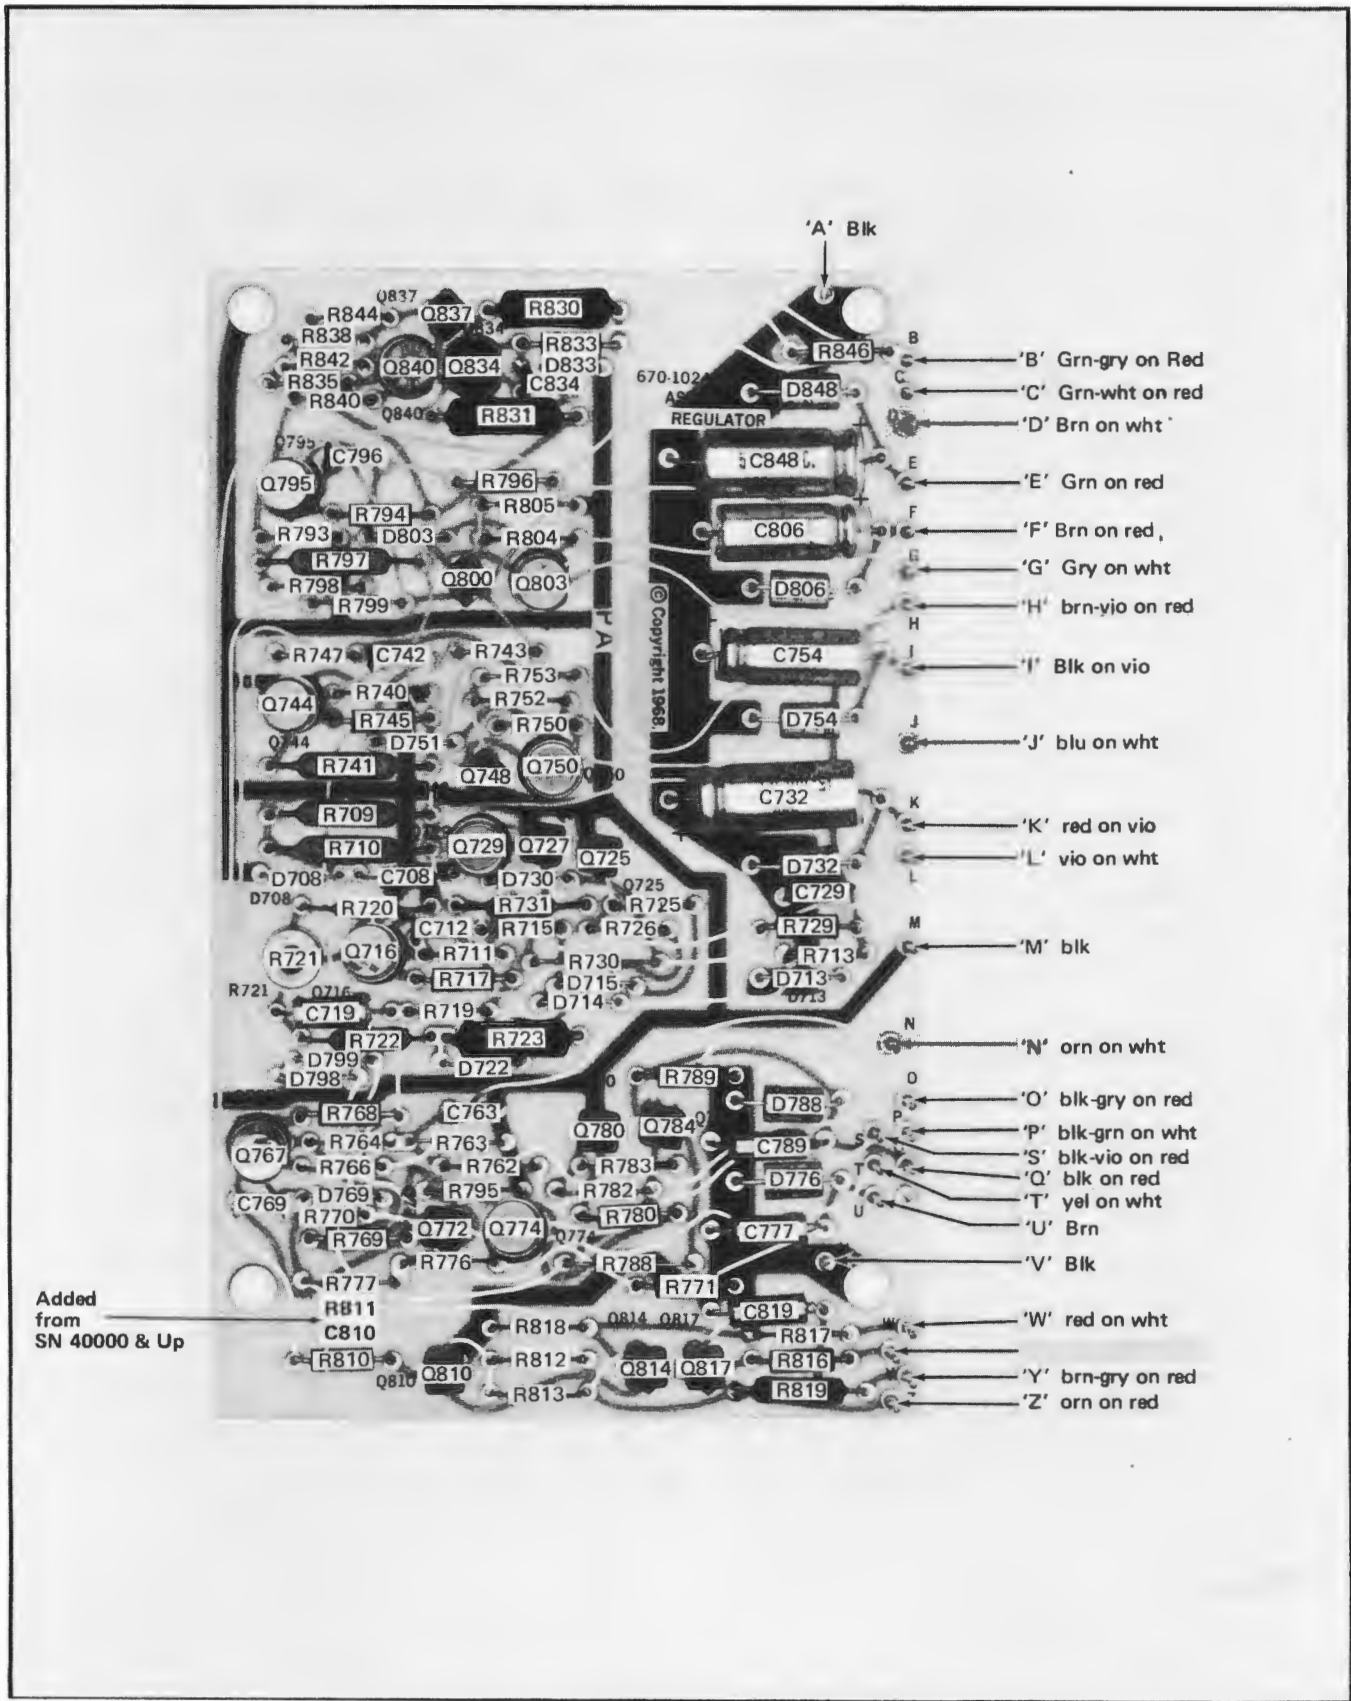 'A' Blk
Q837
R844
Q837
R830
R838
R833
R842
Q840
Q834
D833
R835
C834
R840
Q840
R831
R846
B
'B' Grn-gry on Red
670-102
D848
C
'C' Grn-wht on red
REGULATOR
'D' Brn on wht
Q795
C796
C848
E
'E' Grn on red
Q795
R796
R794
R805
F
'F' Brn on red
R793
D803
R804
C806
R797
G
'G' Gry on wht
Q800
Q803
R798
D806
R799
'H' brn-vio on red
H
© Copyright 1968.
R747
C742
R743
C754
I
'I' Blk on vio
R740
R753
Q744
R752
R745
R750
D754
J
Q744
D751
'J' blu on wht
R741
Q748
Q750
C732
K
R709
'K' red on vio
R710
Q729
Q727
Q725
'L' vio on wht
D708
C708
D730
D732
L
D708
Q725
C729
R720
R731
R725
C712
R715
R726
R729
M
'M' blk
R721
Q716
R711
R730
R713
R717
D715
D713
R721
Q716
D714
D713
C719
R719
R722
R723
N
'N' orn on wht
D799
D722
D798
R789
O
D788
'O' blk-gry on red
R768
C763
P
Q780
Q784
'P' blk-grn on wht
Q767
R764
R763
C789
S
'S' blk-vio on red
R766
R762
R783
T
'Q' blk on red
C769
D769
R795
R782
D776
'T' yel on wht
R770
R780
U
'U' Brn
R769
Q772
Q774
Q774
C777
R776
R788
'V' Blk
R777
R771
Added
from
SN 40000 & Up
R811
C810
C819
R818
Q814
Q817
R817
W
'W' red on wht
R810
Q810
Q810
R812
Q814
Q817
R816
R813
R819
'Y' brn-gry on red
'Z' orn on red